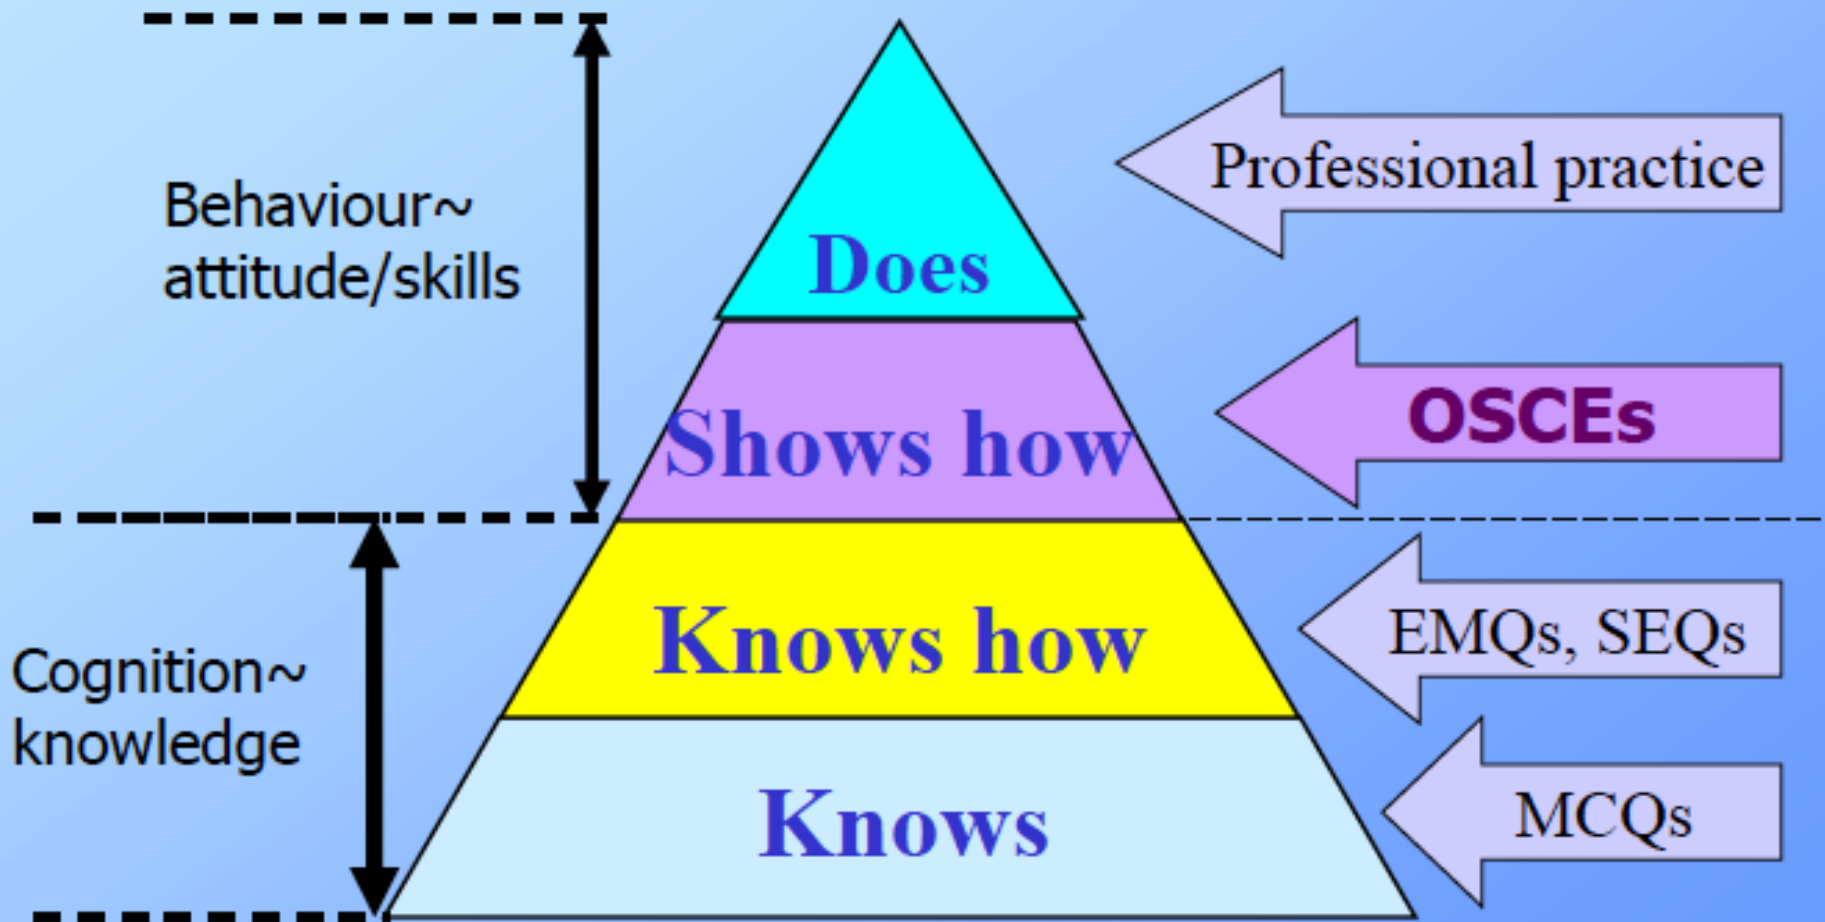 Behaviour~
attitude/skills
Professional practice
Does
Shows how
OSCEs
Knows how
EMQs, SEQs
Cognition~
knowledge
Knows
MCQs